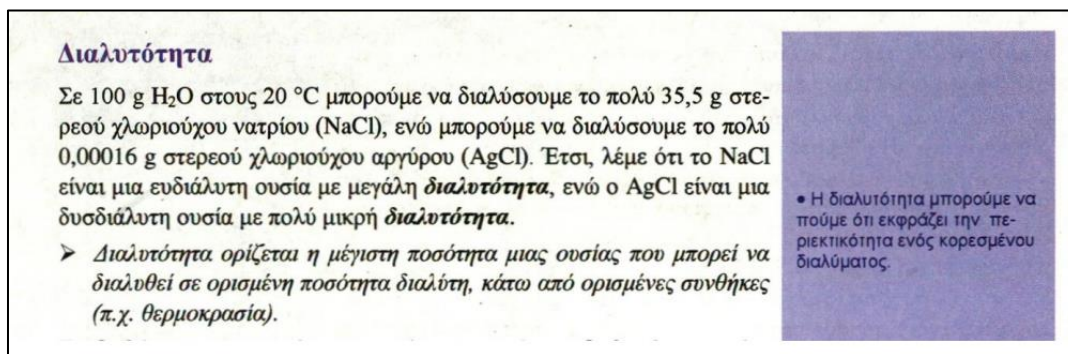 Διαλυτότητα
Σε 100 g H₂O στους 20 °C μπορούμε να διαλύσουμε το πολύ 35,5 g στε-
ρεού χλωριούχου νατρίου (NaCl), ενώ μπορούμε να διαλύσουμε το πολύ
0,00016 g στερεού χλωριούχου αργύρου (AgCl). Έτσι, λέμε ότι το NaCl
είναι μια ευδιάλυτη ουσία με μεγάλη διαλυτότητα, ενώ ο AgCl είναι μια
δυσδιάλυτη ουσία με πολύ μικρή διαλυτότητα.
➤ Διαλυτότητα ορίζεται η μέγιστη ποσότητα μιας ουσίας που μπορεί να
διαλυθεί σε ορισμένη ποσότητα διαλύτη, κάτω από ορισμένες συνθήκες
(π.χ. θερμοκρασία).
• Η διαλυτότητα μπορούμε να
πούμε ότι εκφράζει την πε-
ριεκτικότητα ενός κορεσμένου
διαλύματος.